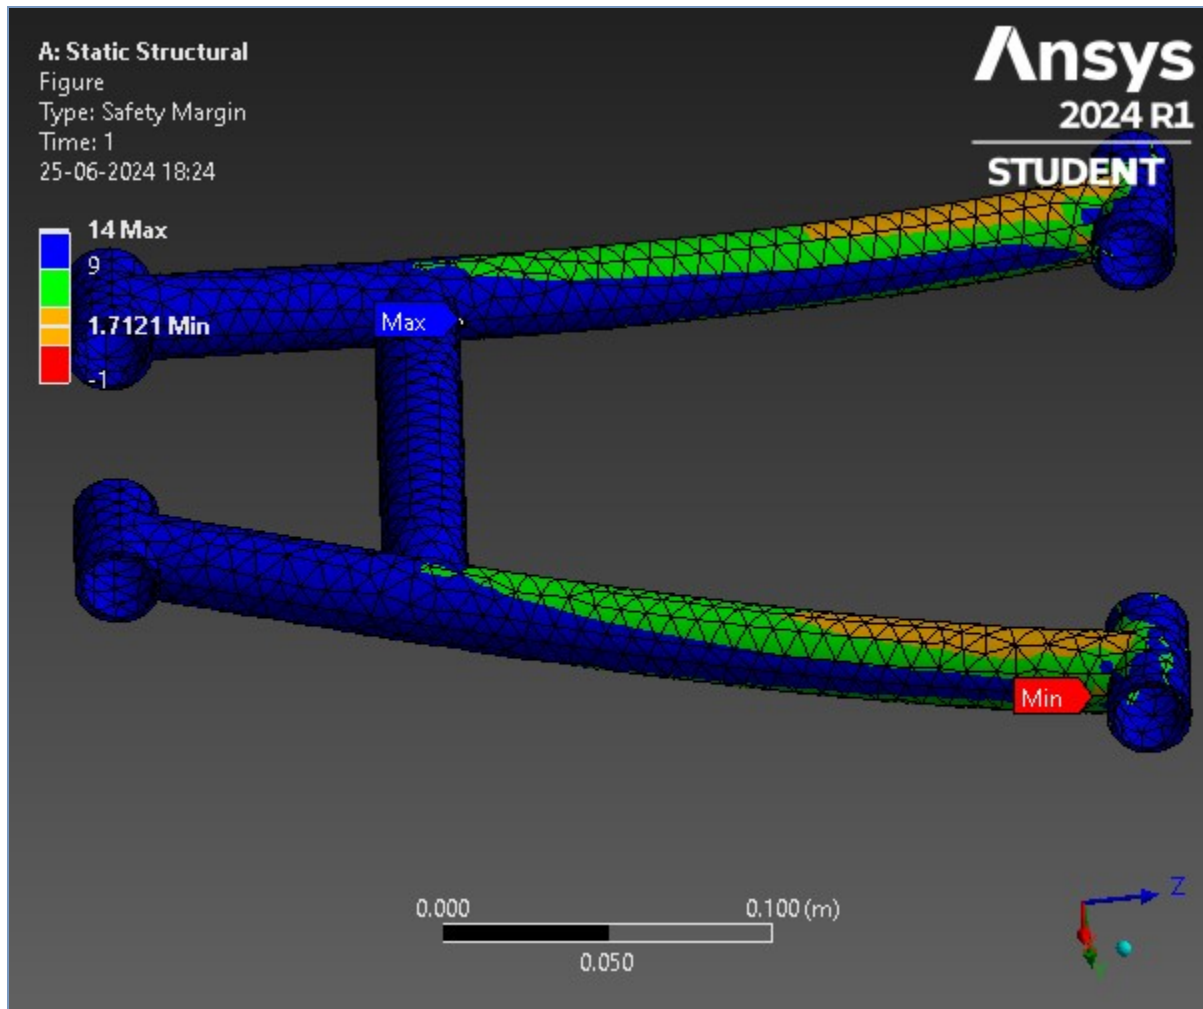 A: Static Structural
Figure
Type: Safety Margin
Time: 1
25-06-2024 18:24
Ansys
2024 R1
STUDENT
14 Max
9
1.7121 Min
-1
Max
Min
0.000
0.100 (m)
0.050
Z